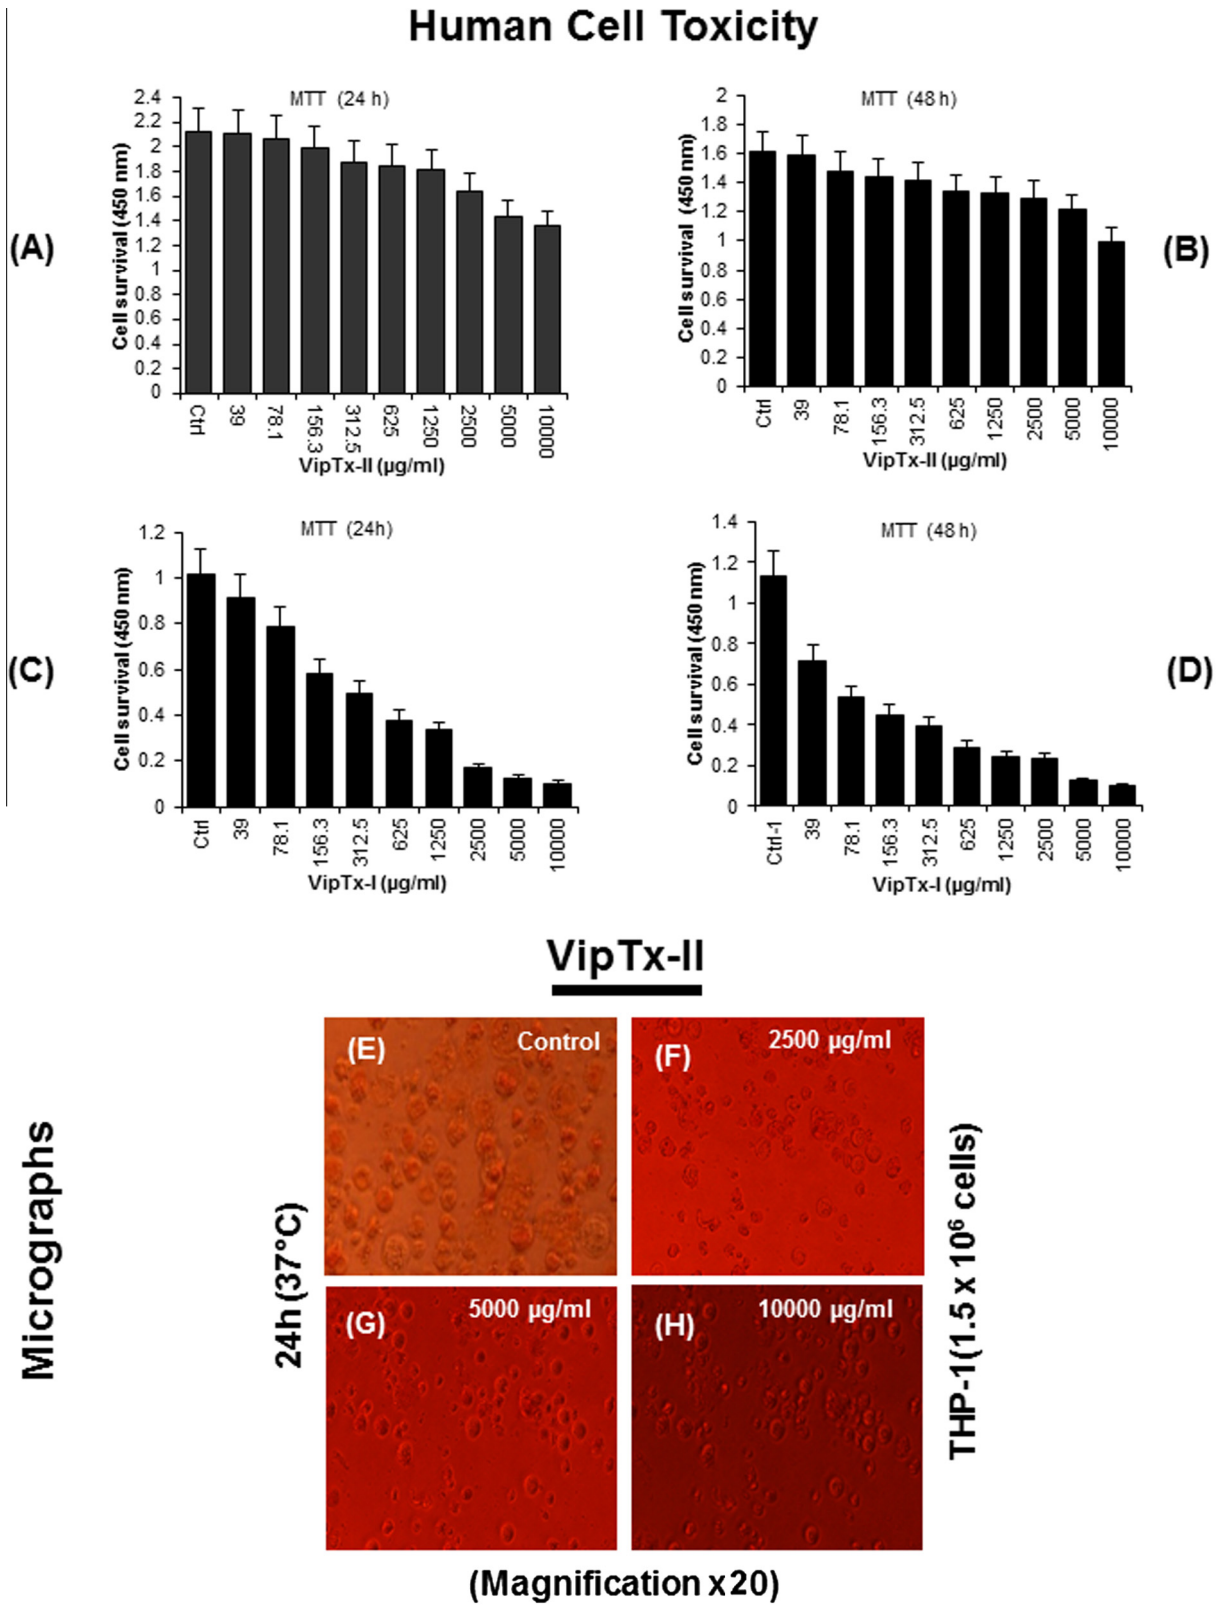 Human Cell Toxicity
(A)
MTT (24 h)
Cell survival (450 nm)
2.4
2.2
2
1.8
1.6
1.4
1.2
1
0.8
0.6
0.4
0.2
0
Ctrl
39
78.1
156.3
312.5
625
1250
2500
5000
10000
VipTx-II (µg/ml)
(B)
MTT (48 h)
Cell survival (450 nm)
2
1.8
1.6
1.4
1.2
1
0.8
0.6
0.4
0.2
0
Ctrl
39
78.1
156.3
312.5
625
1250
2500
5000
10000
VipTx-II (µg/ml)
(C)
MTT (24h)
Cell survival (450 nm)
1.2
1
0.8
0.6
0.4
0.2
0
Ctrl
39
78.1
156.3
312.5
625
1250
2500
5000
10000
VipTx-I (µg/ml)
(D)
MTT (48 h)
Cell survival (450 nm)
1.4
1.2
1
0.8
0.6
0.4
0.2
0
Ctrl-1
39
78.1
156.3
312.5
625
1250
2500
5000
10000
VipTx-I (µg/ml)
VipTx-II
Micrographs
24h (37°C)
(E)
Control
(F)
2500 µg/ml
(G)
5000 µg/ml
(H)
10000 µg/ml
THP-1(1.5 x 10⁶ cells)
(Magnification x20)